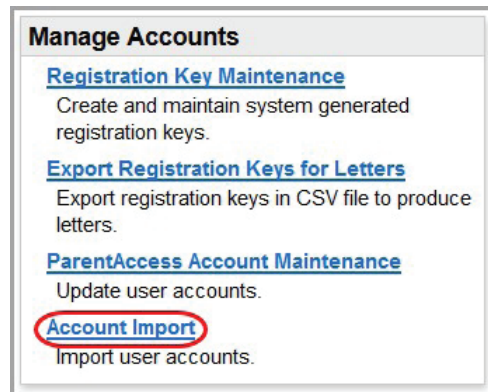 Manage Accounts
Registration Key Maintenance
Create and maintain system generated
registration keys.
Export Registration Keys for Letters
Export registration keys in CSV file to produce
letters.
ParentAccess Account Maintenance
Update user accounts.
Account Import
Import user accounts.